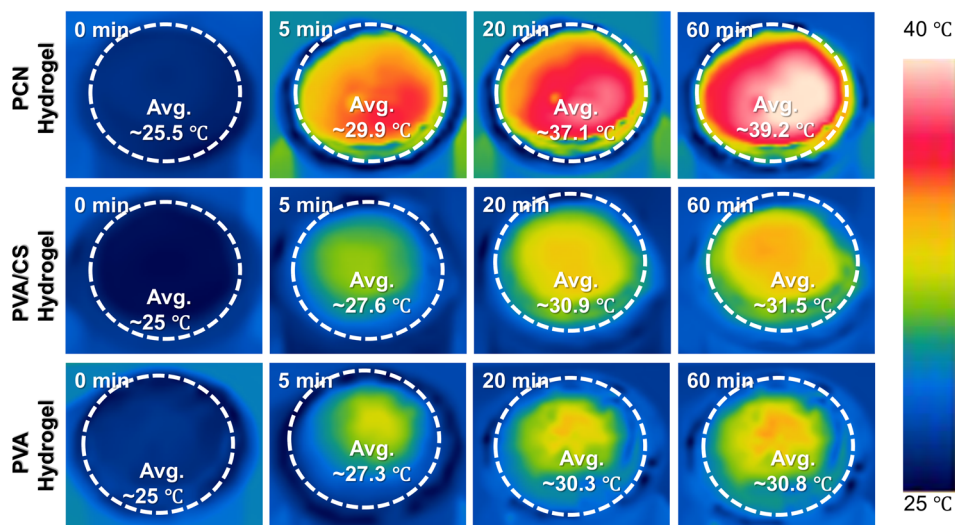 0 min
5 min
20 min
60 min
40 ℃
PCN
Hydrogel
Avg.
~25.5 ℃
Avg.
~29.9 ℃
Avg.
~37.1 ℃
Avg.
~39.2 ℃
0 min
5 min
20 min
60 min
PVA/CS
Hydrogel
Avg.
~25 ℃
Avg.
~27.6 ℃
Avg.
~30.9 ℃
Avg.
~31.5 ℃
0 min
5 min
20 min
60 min
PVA
Hydrogel
Avg.
~25 ℃
Avg.
~27.3 ℃
Avg.
~30.3 ℃
Avg.
~30.8 ℃
25 ℃